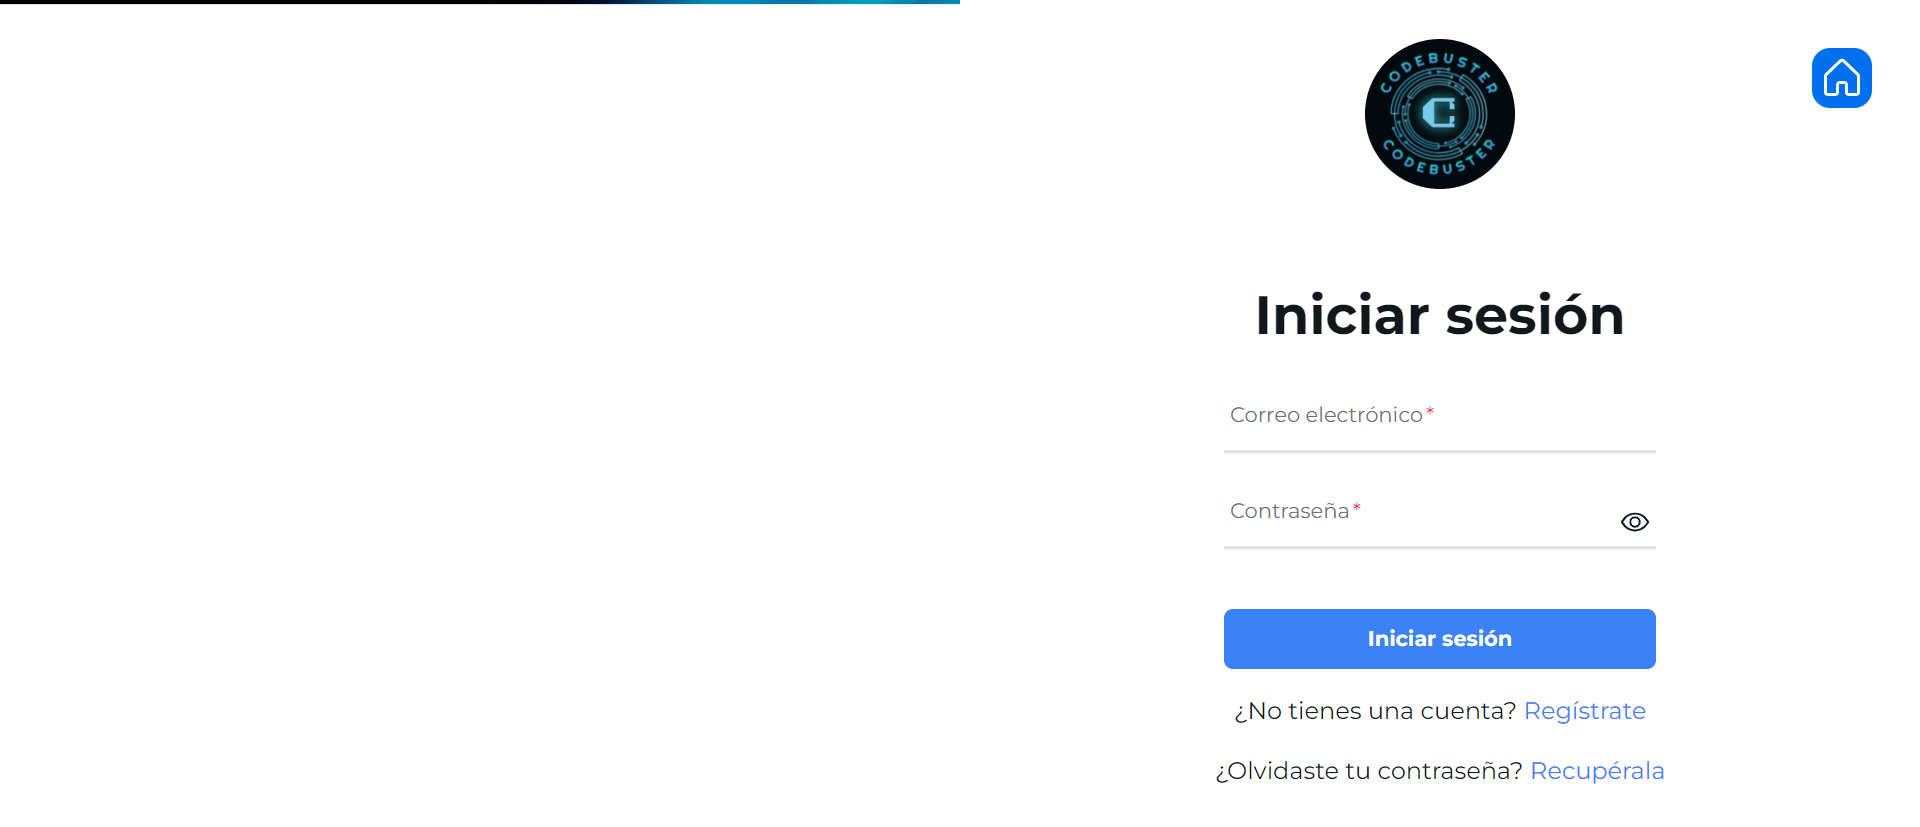 CODEBUSTER
C
CODEBUSTER
Iniciar sesión
Correo electrónico*
Contraseña*
Iniciar sesión
¿No tienes una cuenta? Regístrate
¿Olvidaste tu contraseña? Recupérala